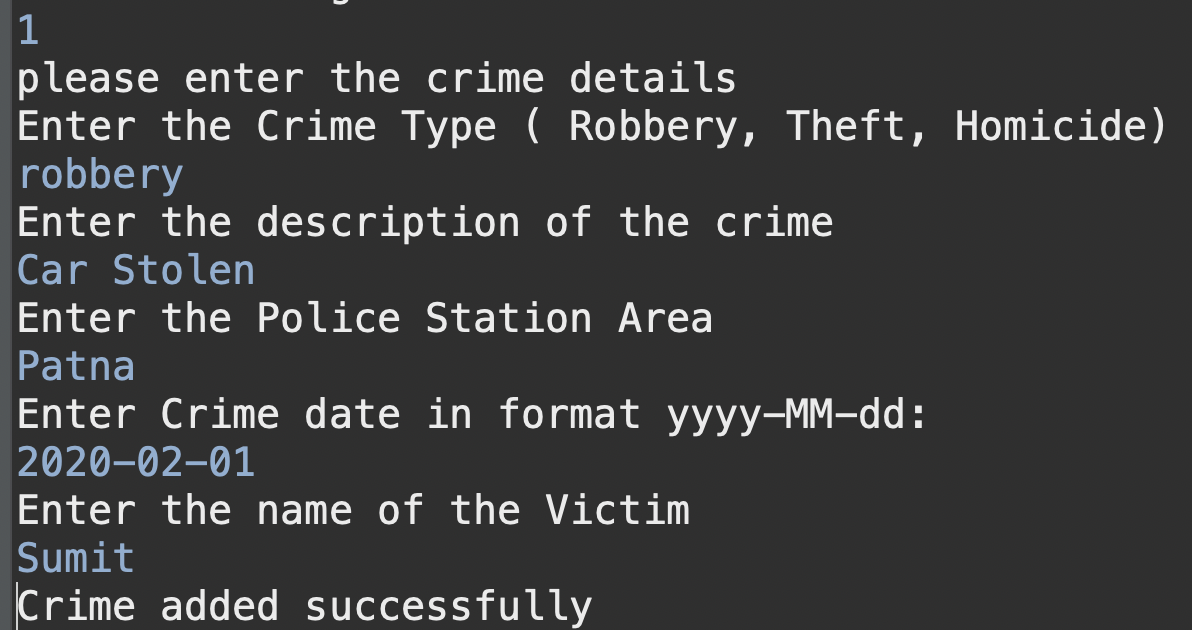 1
please enter the crime details
Enter the Crime Type ( Robbery, Theft, Homicide)
robbery
Enter the description of the crime
Car Stolen
Enter the Police Station Area
Patna
Enter Crime date in format yyyy-MM-dd:
2020-02-01
Enter the name of the Victim
Sumit
Crime added successfully